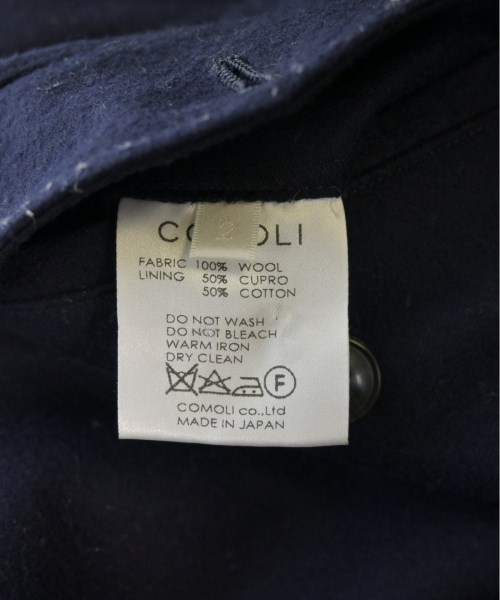 2
COMOLI
FABRIC 100% WOOL
LINING 50% CUPRO
50% COTTON
DO NOT WASH
DO NOT BLEACH
WARM IRON
DRY CLEAN
F
COMOLI co.,Ltd
MADE IN JAPAN